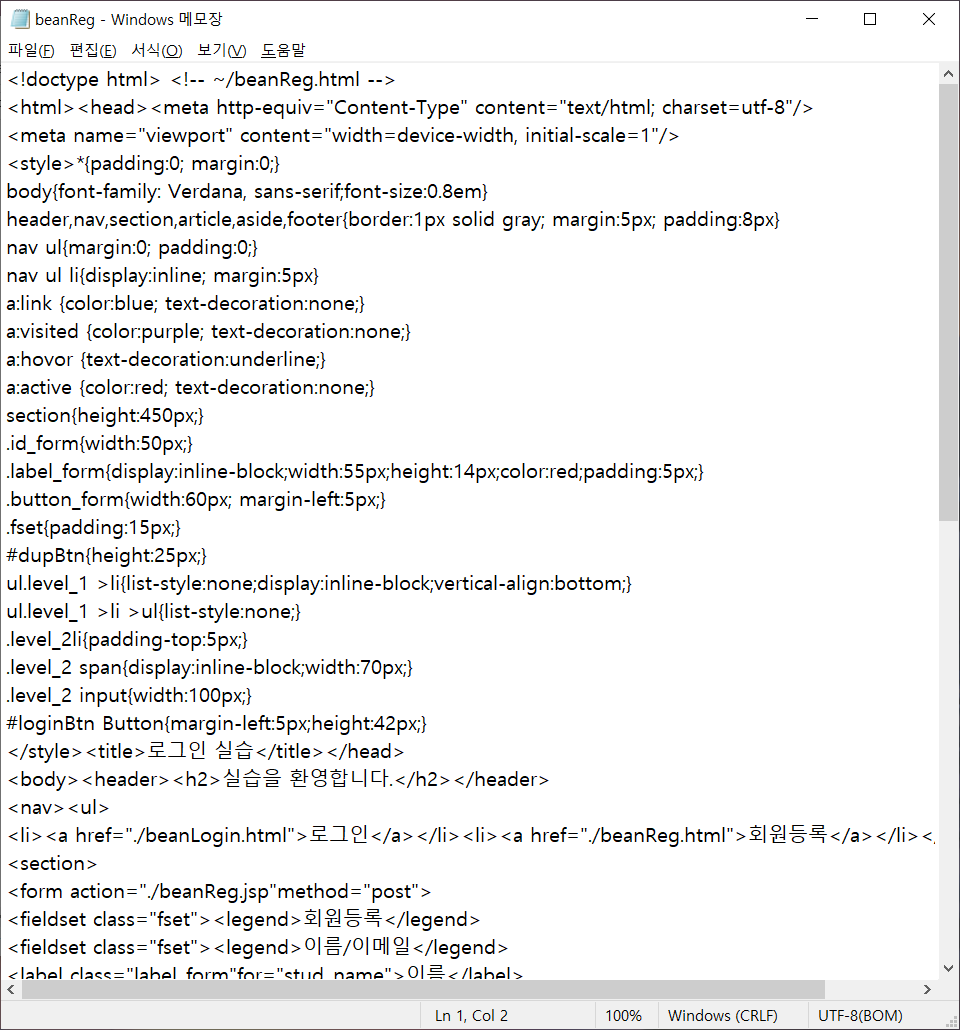 beanReg - Windows 메모장
파일(F) 편집(E) 서식(O) 보기(V) 도움말
<!doctype html> <!-- ~/beanReg.html -->
<html><head><meta http-equiv="Content-Type" content="text/html; charset=utf-8"/>
<meta name="viewport" content="width=device-width, initial-scale=1"/>
<style>*{padding:0; margin:0;}
body{font-family: Verdana, sans-serif;font-size:0.8em}
header,nav,section,article,aside,footer{border:1px solid gray; margin:5px; padding:8px}
nav ul{margin:0; padding:0;}
nav ul li{display:inline; margin:5px}
a:link {color:blue; text-decoration:none;}
a:visited {color:purple; text-decoration:none;}
a:hovor {text-decoration:underline;}
a:active {color:red; text-decoration:none;}
section{height:450px;}
.id_form{width:50px;}
.label_form{display:inline-block;width:55px;height:14px;color:red;padding:5px;}
.button_form{width:60px; margin-left:5px;}
.fset{padding:15px;}
#dupBtn{height:25px;}
ul.level_1 >li{list-style:none;display:inline-block;vertical-align:bottom;}
ul.level_1 >li >ul{list-style:none;}
.level_2li{padding-top:5px;}
.level_2 span{display:inline-block;width:70px;}
.level_2 input{width:100px;}
#loginBtn Button{margin-left:5px;height:42px;}
</style><title>로그인 실습</title></head>
<body><header><h2>실습을 환영합니다.</h2></header>
<nav><ul>
<li><a href="./beanLogin.html">로그인</a></li><li><a href="./beanReg.html">회원등록</a></li><
<section>
<form action="./beanReg.jsp"method="post">
<fieldset class="fset"><legend>회원등록</legend>
<fieldset class="fset"><legend>이름/이메일</legend>
<label class="label_form"for="stud_name">이름</label>
Ln 1, Col 2 100% Windows (CRLF) UTF-8(BOM)